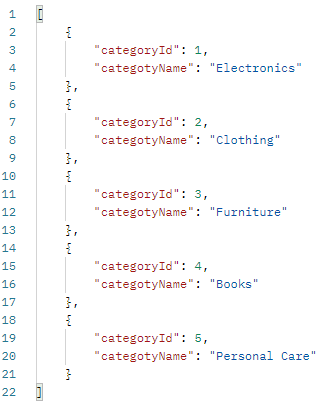 1 [
2     {
3         "categoryId": 1,
4         "categotyName": "Electronics"
5     },
6     {
7         "categoryId": 2,
8         "categotyName": "Clothing"
9     },
10     {
11         "categoryId": 3,
12         "categotyName": "Furniture"
13     },
14     {
15         "categoryId": 4,
16         "categotyName": "Books"
17     },
18     {
19         "categoryId": 5,
20         "categotyName": "Personal Care"
21     }
22 ]